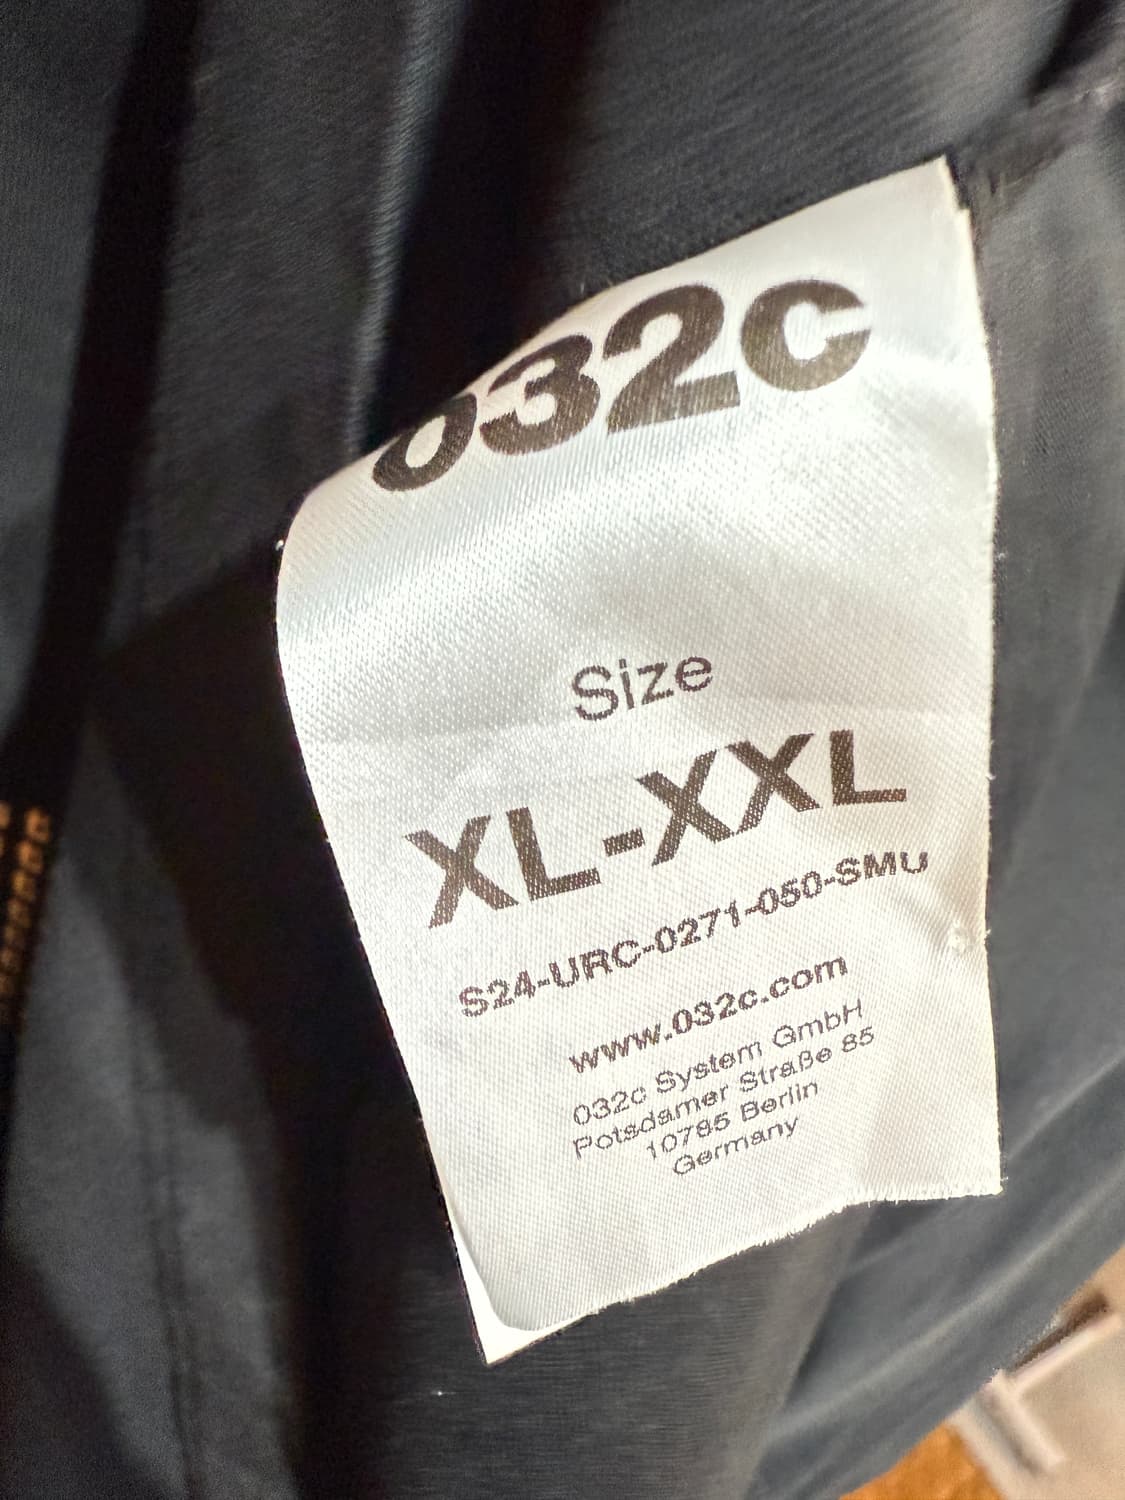 032c
Size
XL-XXL
S24-URC-0271-050-SMU
www.032c.com
032c System GmbH
Potsdamer Straße 85
10785 Berlin
Germany